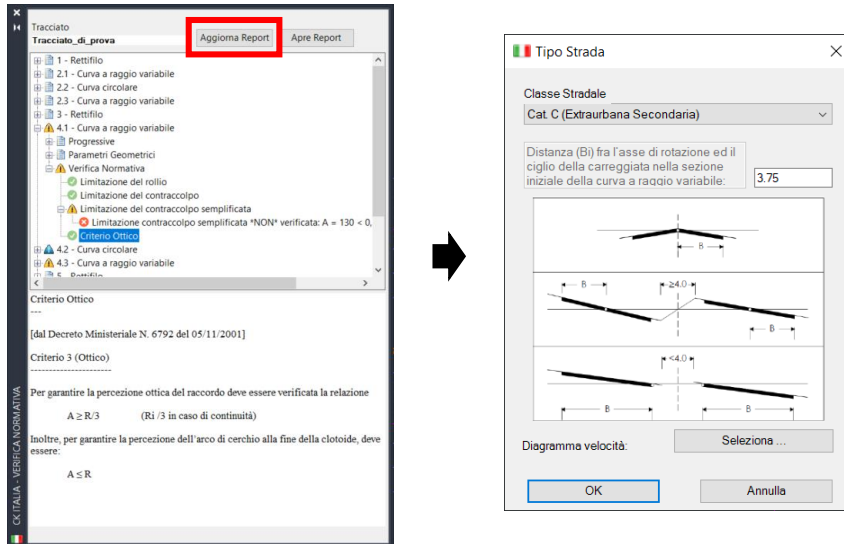 Tracciato
Tracciato_di_prova
Aggiorna Report
Apre Report
1 - Rettifilo
2.1 - Curva a raggio variabile
2.2 - Curva circolare
2.3 - Curva a raggio variabile
3 - Rettifilo
4.1 - Curva a raggio variabile
Progressive
Parametri Geometrici
Verifica Normativa
Limitazione del rollio
Limitazione del contraccolpo
Limitazione del contraccolpo semplificata
Limitazione contraccolpo semplificata *NON* verificata: A = 130 < 0,
Criterio Ottico
4.2 - Curva circolare
4.3 - Curva a raggio variabile
5 - Rettifilo
Criterio Ottico
---
[dal Decreto Ministeriale N. 6792 del 05/11/2001]
Criterio 3 (Ottico)
----------------------
Per garantire la percezione ottica del raccordo deve essere verificata la relazione
A ≥ R/3 (Ri /3 in caso di continuità)
Inoltre, per garantire la percezione dell'arco di cerchio alla fine della clotoide, deve
essere:
A ≤ R
CK ITALIA - VERIFICA NORMATIVA
Tipo Strada
Classe Stradale
Cat. C (Extraurbana Secondaria)
Distanza (Bi) fra l'asse di rotazione ed il
ciglio della carreggiata nella sezione
iniziale della curva a raggio variabile:
3.75
B
B ≥4.0
B
<4.0
B B
Diagramma velocità:
Seleziona ...
OK
Annulla